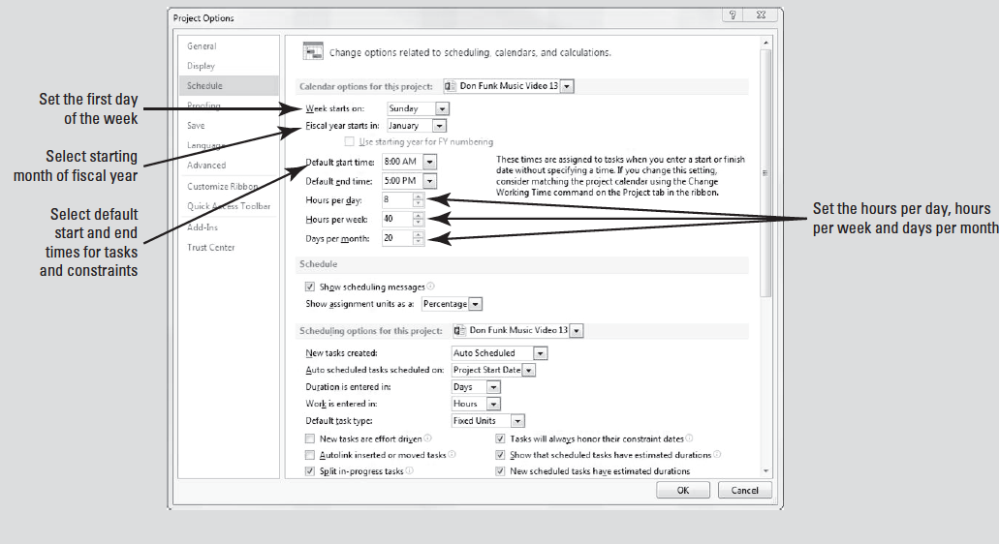 Project Options
General
Display
Schedule
Proofing
Save
Language
Advanced
Customize Ribbon
Quick Access Toolbar
Add-Ins
Trust Center
Change options related to scheduling, calendars, and calculations.
Calendar options for this project: Don Funk Music Video 13
Week starts on: Sunday
Fiscal year starts in: January
Use starting year for FY numbering
Default start time: 8:00 AM
Default end time: 5:00 PM
Hours per day: 8
Hours per week: 40
Days per month: 20
These times are assigned to tasks when you enter a start or finish
date without specifying a time. If you change this setting,
consider matching the project calendar using the Change
Working Time command on the Project tab in the ribbon.
Schedule
Show scheduling messages
Show assignment units as a: Percentage
Scheduling options for this project: Don Funk Music Video 13
New tasks created: Auto Scheduled
Auto scheduled tasks scheduled on: Project Start Date
Duration is entered in: Days
Work is entered in: Hours
Default task type: Fixed Units
New tasks are effort driven
Tasks will always honor their constraint dates
Autolink inserted or moved tasks
Show that scheduled tasks have estimated durations
Split in-progress tasks
New scheduled tasks have estimated durations
OK
Cancel
Set the first day
of the week
Select starting
month of fiscal year
Select default
start and end
times for tasks
and constraints
Set the hours per day, hours
per week and days per month